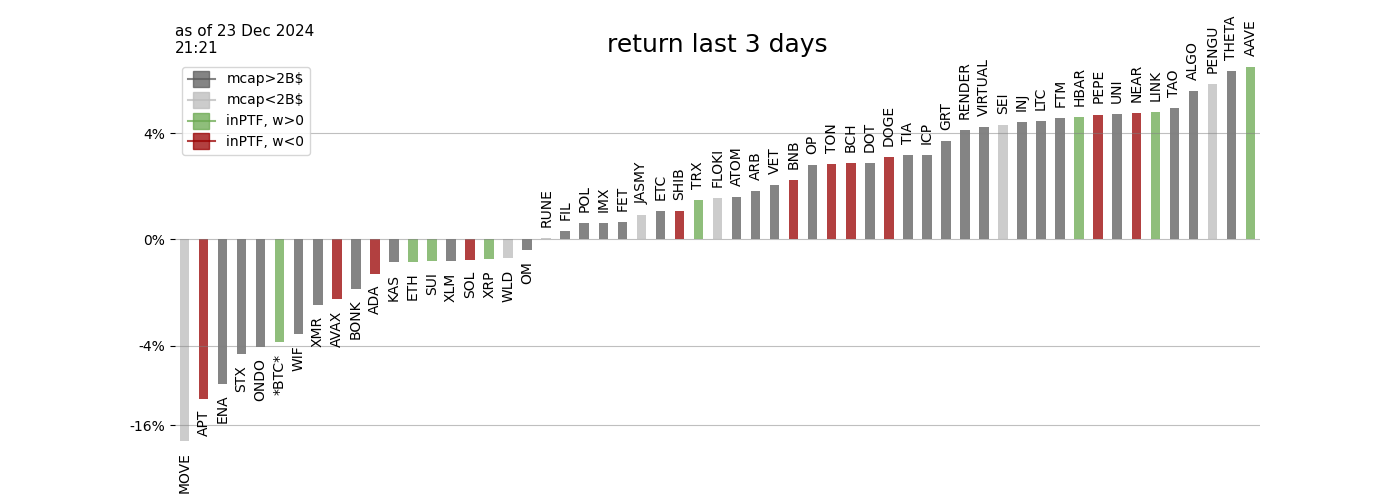 as of 23 Dec 2024
21:21
return last 3 days
mcap>2B$
mcap<2B$
inPTF, w>0
inPTF, w<0
4%
0%
-4%
-16%
MOVE
APT
ENA
STX
ONDO
*BTC*
WIF
XMR
AVAX
BONK
ADA
KAS
ETH
SUI
XLM
SOL
XRP
WLD
OM
RUNE
FIL
POL
IMX
FET
JASMY
ETC
SHIB
TRX
FLOKI
ATOM
ARB
VET
BNB
OP
TON
BCH
DOT
DOGE
TIA
ICP
GRT
RENDER
VIRTUAL
SEI
INJ
LTC
FTM
HBAR
PEPE
UNI
NEAR
LINK
TAO
ALGO
PENGU
THETA
AAVE